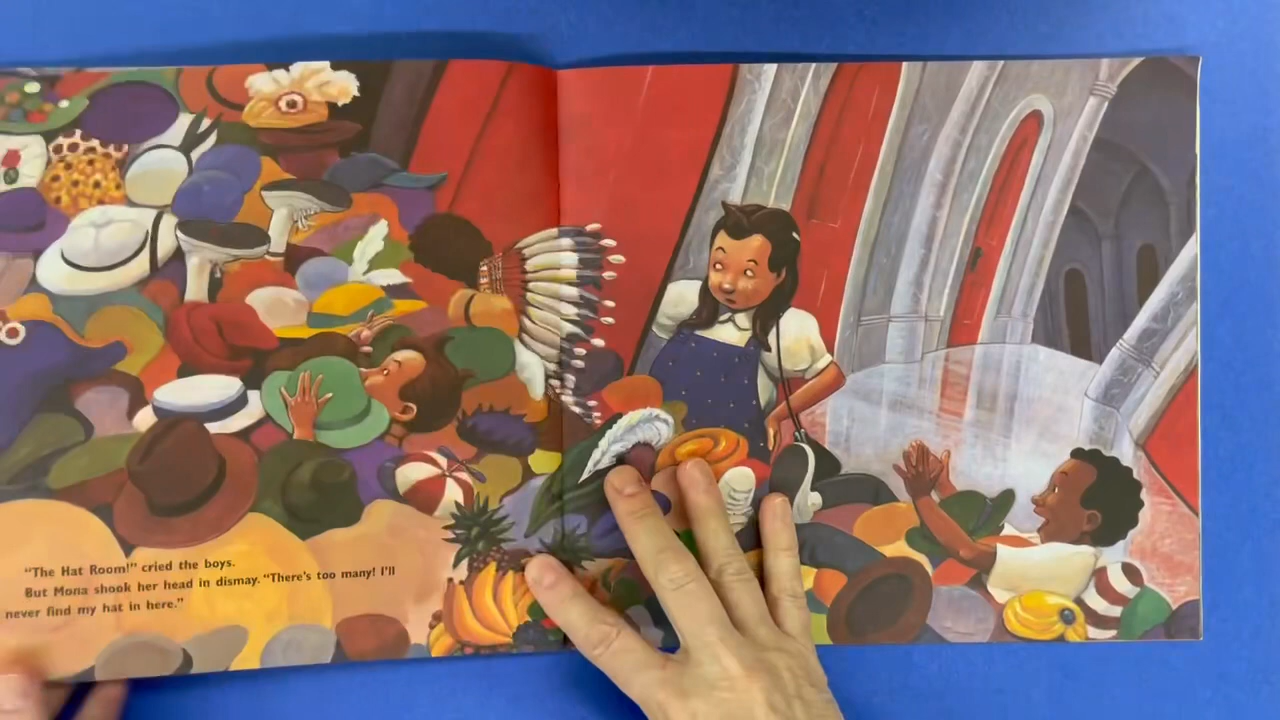 "The Hat Room!" cried the boys.
But Mona shook her head in dismay. "There's too many! I'll
never find my hat in here."